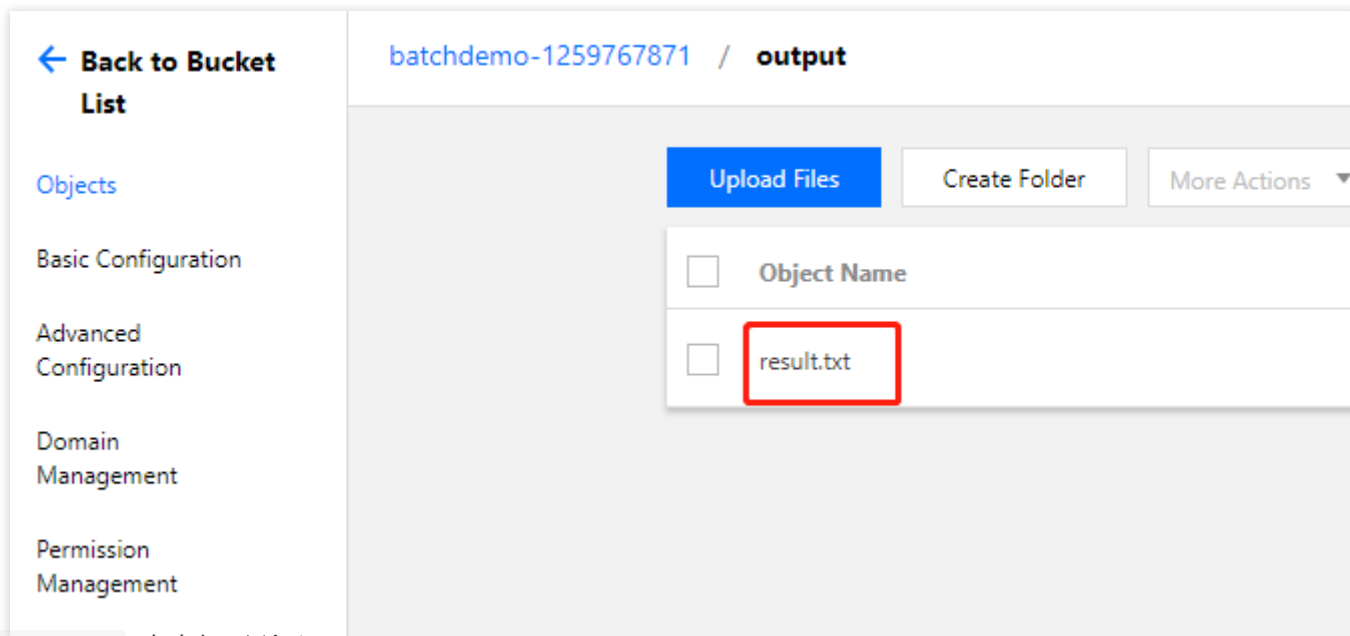 Back to Bucket
List
batchdemo-1259767871 / output
Objects
Basic Configuration
Advanced
Configuration
Domain
Management
Permission
Management
Upload Files
Create Folder
More Actions
Object Name
result.txt